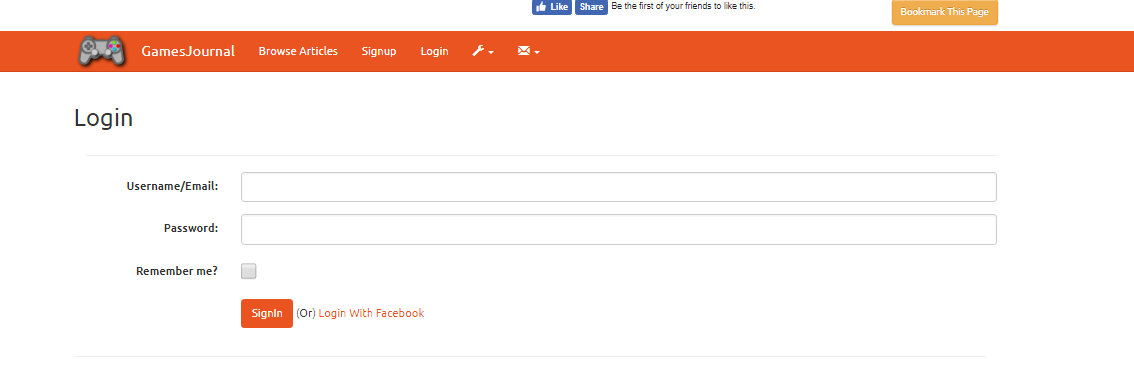 Like Share Be the first of your friends to like this.
Bookmark This Page
GamesJournal Browse Articles Signup Login
Login
Username/Email:
Password:
Remember me?
SignIn (Or) Login With Facebook